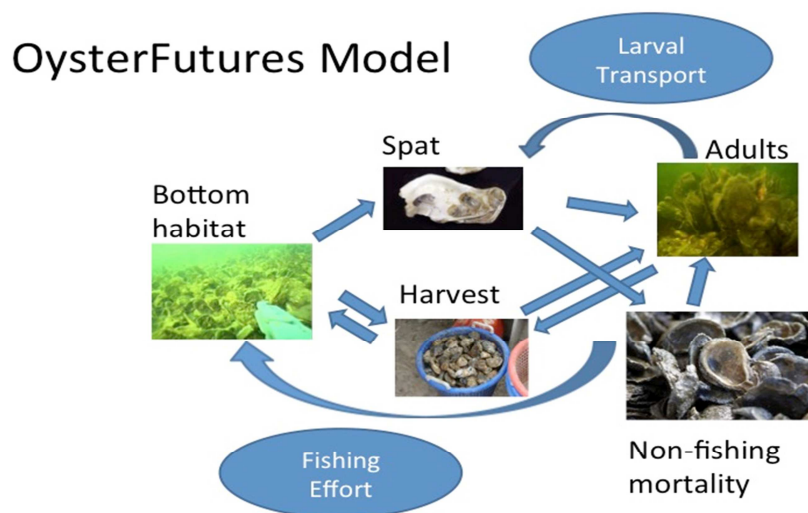 OysterFutures Model
Larval
Transport
Spat
Adults
Bottom
habitat
Harvest
Fishing
Effort
Non-fishing
mortality